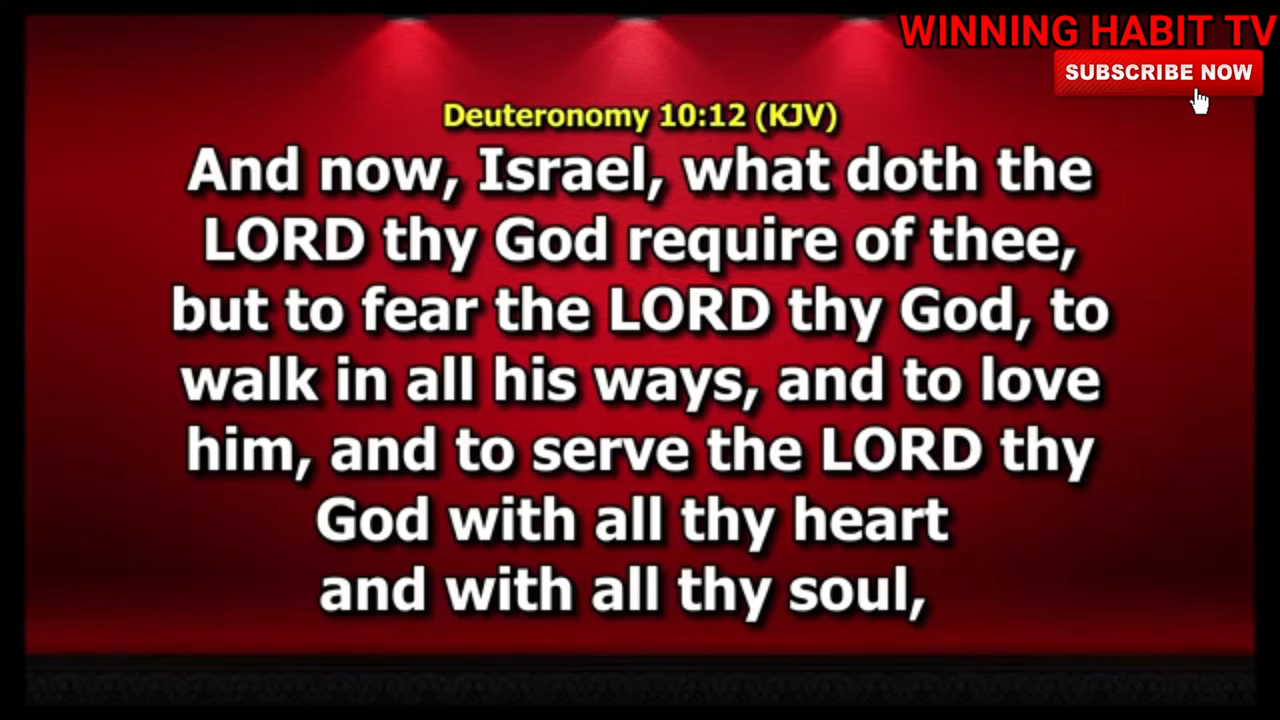 WINNING HABIT TV
SUBSCRIBE NOW
Deuteronomy 10:12 (KJV)
And now, Israel, what doth the
LORD thy God require of thee,
but to fear the LORD thy God, to
walk in all his ways, and to love
him, and to serve the LORD thy
God with all thy heart
and with all thy soul,